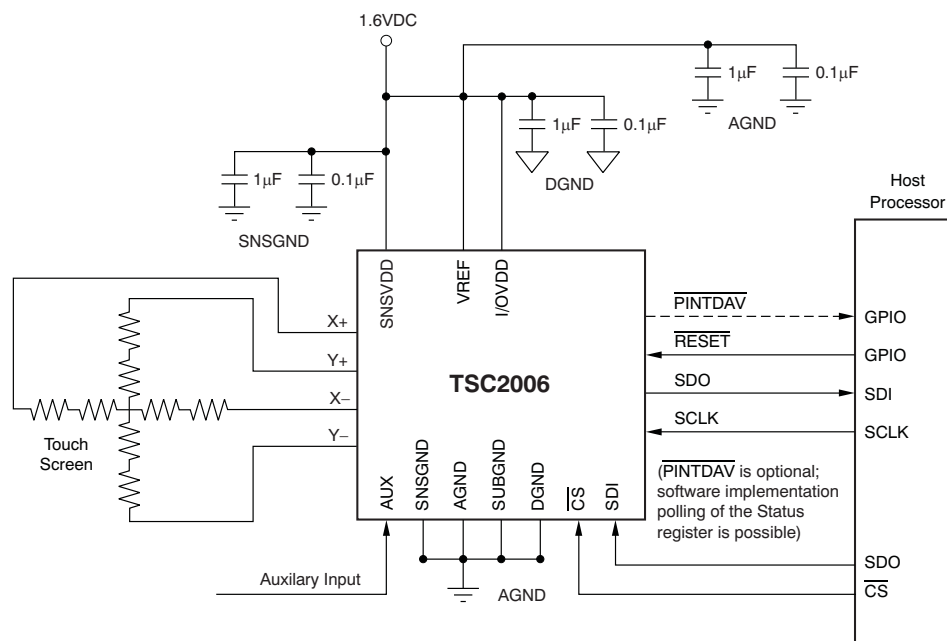 1.6VDC
1μF
0.1μF
AGND
1μF
0.1μF
DGND
1μF
0.1μF
SNSGND
Host
Processor
SNSVDD
VREF
I/OVDD
X+
Y+
X−
Y−
TSC2006
PINTDAV
GPIO
RESET
GPIO
SDO
SDI
SCLK
SCLK
Touch
Screen
AUX
SNSGND
AGND
SUBGND
DGND
CS
SDI
(PINTDAV is optional;
software implementation
polling of the Status
register is possible)
SDO
CS
Auxilary Input
AGND